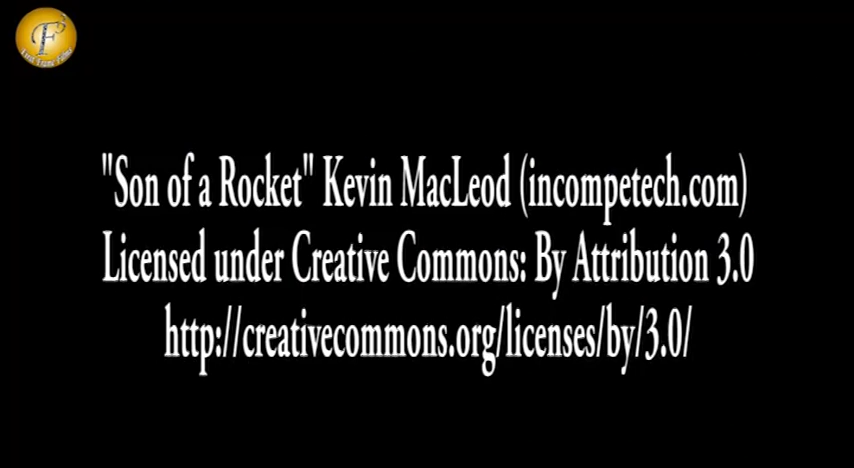 F
"Son of a Rocket" Kevin MacLeod (incompetech.com)
Licensed under Creative Commons: By Attribution 3.0
http://creativecommons.org/licenses/by/3.0/